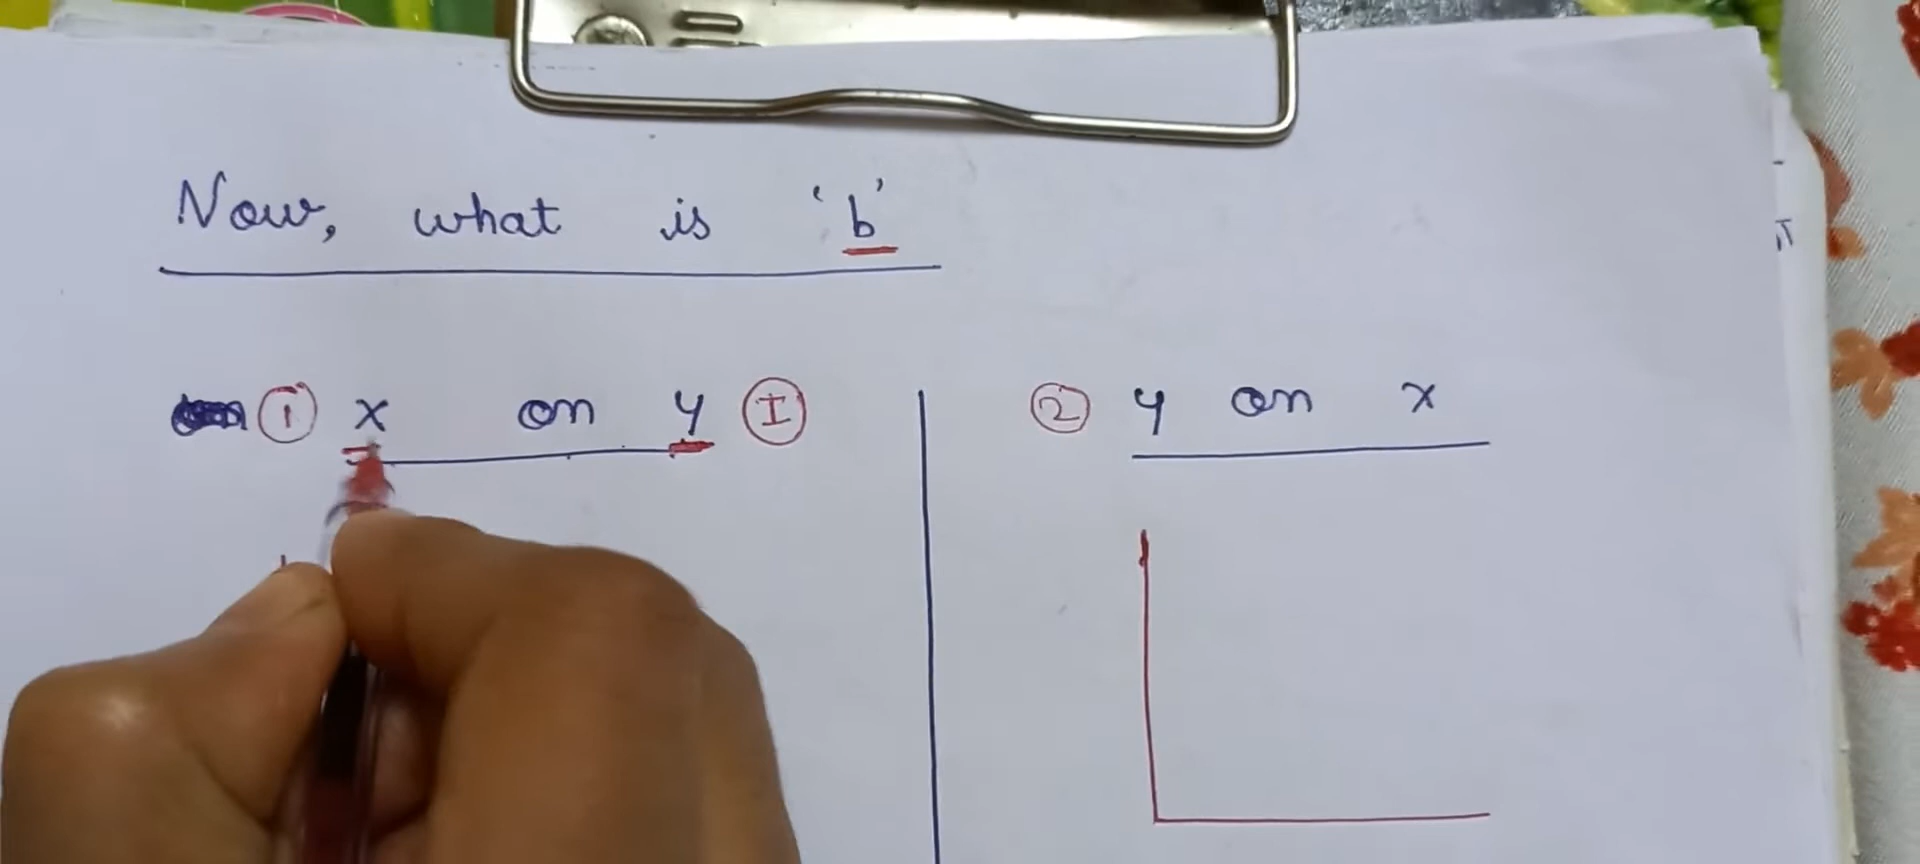 Now, what is 'b'
① x on y Ⓘ
② y on x